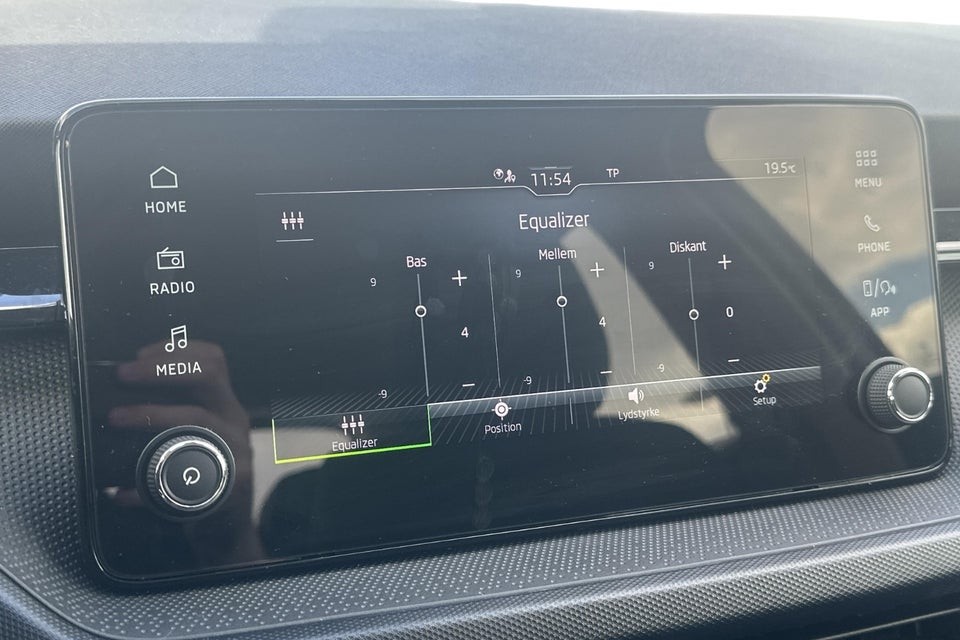 HOME
RADIO
MEDIA
11:54 TP 19.5°C
Equalizer
Bas Mellem Diskant
9 + 9 + 9 +
4 4 0
-9 − -9 − -9 −
Equalizer Position Lydstyrke Setup
MENU
PHONE
APP